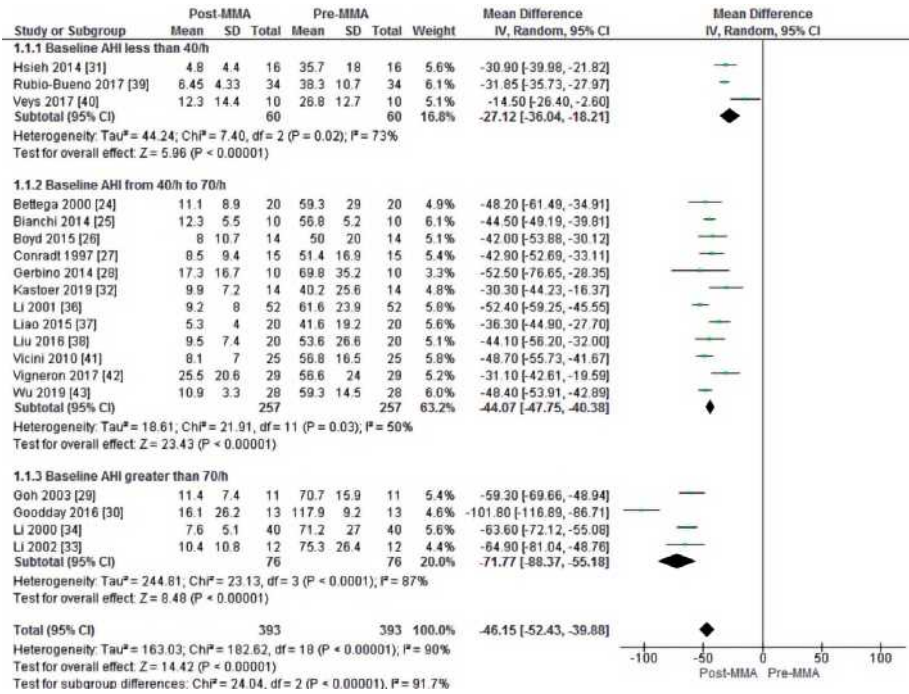 Post-MMA Pre-MMA Mean Difference Mean Difference
Study or Subgroup Mean SD Total Mean SD Total Weight IV, Random, 95% CI IV, Random, 95% CI
1.1.1 Baseline AHI less than 40/h
Hsieh 2014 [31] 4.8 4.4 16 35.7 18 16 5.6% -30.90 [-39.98, -21.82]
Rubio-Bueno 2017 [39] 6.45 4.33 34 38.3 10.7 34 6.4% -31.85 [-35.73, -27.97]
Veys 2017 [40] 12.3 14.4 10 26.8 12.7 10 5.1% -14.50 [-26.40, -2.60]
Subtotal (95% CI) 60 60 16.8% -27.12 [-36.04, -18.21]
Heterogeneity: Tau² = 44.24; Chi² = 7.40, df = 2 (P = 0.02); I² = 73%
Test for overall effect: Z = 5.96 (P < 0.00001)
1.1.2 Baseline AHI from 40/h to 70/h
Bettega 2000 [24] 11.1 8.9 20 59.3 29 20 4.9% -48.20 [-61.49, -34.91]
Bianchi 2014 [25] 12.3 5.5 10 56.8 5.2 10 6.1% -44.50 [-49.19, -39.81]
Boyd 2015 [26] 8 10.7 14 50 20 14 5.1% -42.00 [-53.88, -30.12]
Conradt 1997 [27] 8.5 9.4 15 51.4 16.9 15 5.5% -42.90 [-52.69, -33.11]
Gerbino 2014 [28] 17.3 16.7 10 69.8 35.2 10 3.3% -52.50 [-76.65, -28.35]
Kastoer 2019 [32] 9.9 7.2 14 40.2 25.6 14 4.8% -30.30 [-44.23, -16.37]
Li 2001 [36] 9.2 8 52 61.6 23.9 52 6.0% -52.40 [-59.25, -45.55]
Liao 2015 [37] 5.3 4 20 41.6 19.2 20 5.7% -36.30 [-44.90, -27.70]
Liu 2016 [38] 9.5 7.4 20 53.6 26.6 20 5.1% -44.10 [-56.20, -32.00]
Vicini 2010 [41] 8.1 7 25 56.8 16.5 25 5.9% -48.70 [-55.73, -41.67]
Vigneron 2017 [42] 25.5 20.6 29 56.6 24 29 5.2% -31.10 [-42.61, -19.59]
Wu 2019 [43] 10.9 3.3 28 59.3 14.5 28 6.2% -48.40 [-53.91, -42.89]
Subtotal (95% CI) 257 257 63.2% -44.07 [-47.75, -40.38]
Heterogeneity: Tau² = 18.61; Chi² = 21.91, df = 11 (P = 0.03); I² = 50%
Test for overall effect: Z = 23.43 (P < 0.00001)
1.1.3 Baseline AHI greater than 70/h
Goh 2003 [29] 11.4 7.4 11 70.7 15.9 11 5.4% -59.30 [-69.66, -48.94]
Goodday 2016 [30] 16.1 26.2 13 117.9 9.2 13 4.6% -101.80 [-116.89, -86.71]
Li 2000 [34] 7.6 5.1 40 71.2 27 40 5.7% -63.60 [-72.12, -55.08]
Li 2002 [33] 10.4 10.8 12 75.3 26.4 12 4.4% -64.90 [-81.04, -48.76]
Subtotal (95% CI) 76 76 20.0% -71.77 [-88.37, -55.18]
Heterogeneity: Tau² = 244.81; Chi² = 23.13, df = 3 (P < 0.0001); I² = 87%
Test for overall effect: Z = 8.48 (P < 0.00001)
Total (95% CI) 393 393 100.0% -46.15 [-52.43, -39.88]
Heterogeneity: Tau² = 163.03; Chi² = 182.62, df = 18 (P < 0.00001); I² = 90%
Test for overall effect: Z = 14.42 (P < 0.00001)
Test for subgroup differences: Chi² = 24.04, df = 2 (P < 0.00001), I² = 91.7%
-100 -50 0 50 100
Post-MMA Pre-MMA